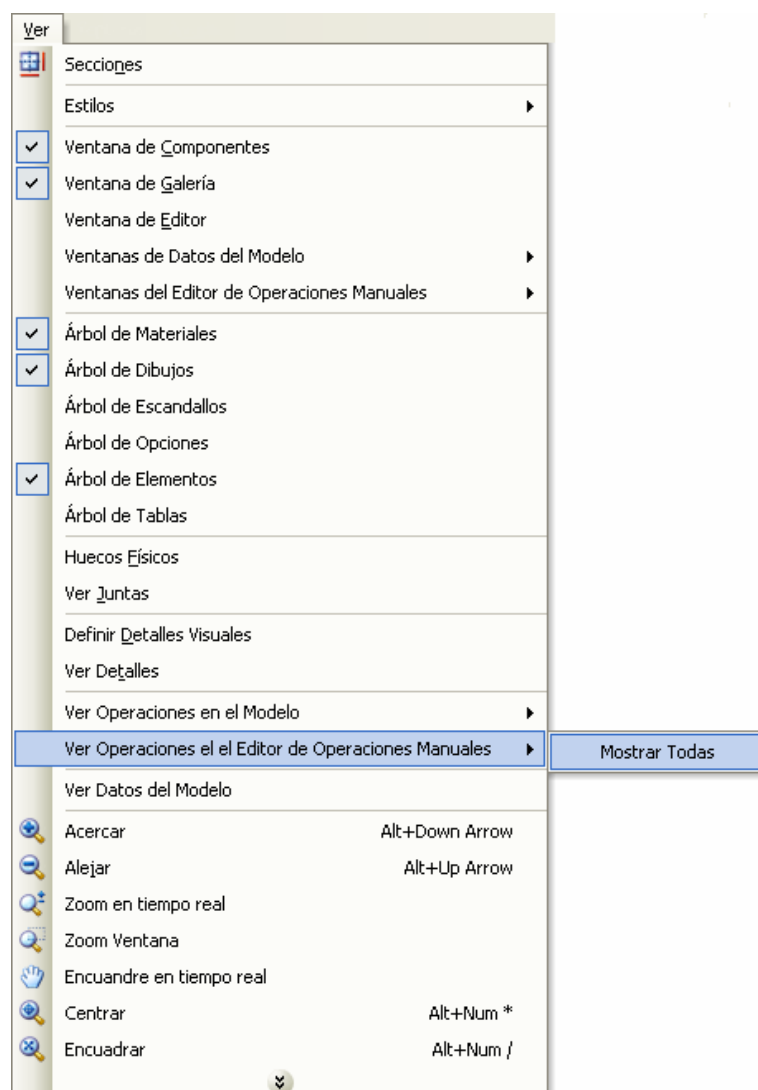 Ver
Secciones
Estilos
Ventana de Componentes
Ventana de Galería
Ventana de Editor
Ventanas de Datos del Modelo
Ventanas del Editor de Operaciones Manuales
Árbol de Materiales
Árbol de Dibujos
Árbol de Escandallos
Árbol de Opciones
Árbol de Elementos
Árbol de Tablas
Huecos Físicos
Ver Juntas
Definir Detalles Visuales
Ver Detalles
Ver Operaciones en el Modelo
Ver Operaciones el el Editor de Operaciones Manuales Mostrar Todas
Ver Datos del Modelo
Acercar Alt+Down Arrow
Alejar Alt+Up Arrow
Zoom en tiempo real
Zoom Ventana
Encuandre en tiempo real
Centrar Alt+Num *
Encuadrar Alt+Num /